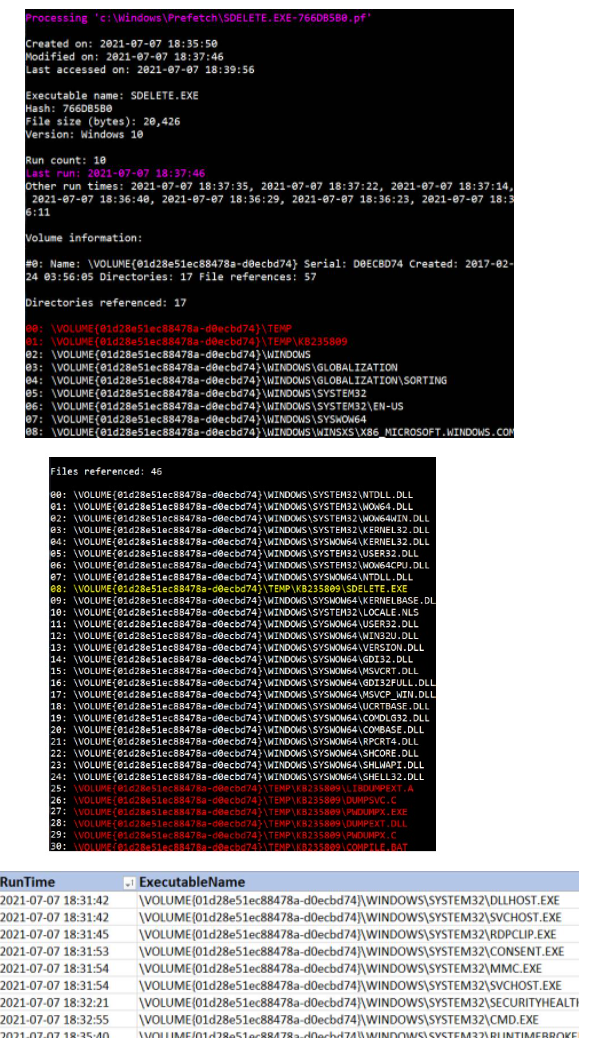 Processing 'c:\Windows\Prefetch\SDELETE.EXE-766DB5B0.pf'
Created on: 2021-07-07 18:35:50
Modified on: 2021-07-07 18:37:46
Last accessed on: 2021-07-07 18:39:56
Executable name: SDELETE.EXE
Hash: 766DB5B0
File size (bytes): 20,426
Version: Windows 10
Run count: 10
Last run: 2021-07-07 18:37:46
Other run times: 2021-07-07 18:37:35, 2021-07-07 18:37:22, 2021-07-07 18:37:14,
2021-07-07 18:36:40, 2021-07-07 18:36:29, 2021-07-07 18:36:23, 2021-07-07 18:3
6:11
Volume information:
#0: Name: \VOLUME{01d28e51ec88478a-d0ecbd74} Serial: D0ECBD74 Created: 2017-02-
24 03:56:05 Directories: 17 File references: 57
Directories referenced: 17
00: \VOLUME{01d28e51ec88478a-d0ecbd74}\TEMP
01: \VOLUME{01d28e51ec88478a-d0ecbd74}\TEMP\KB235809
02: \VOLUME{01d28e51ec88478a-d0ecbd74}\WINDOWS
03: \VOLUME{01d28e51ec88478a-d0ecbd74}\WINDOWS\GLOBALIZATION
04: \VOLUME{01d28e51ec88478a-d0ecbd74}\WINDOWS\GLOBALIZATION\SORTING
05: \VOLUME{01d28e51ec88478a-d0ecbd74}\WINDOWS\SYSTEM32
06: \VOLUME{01d28e51ec88478a-d0ecbd74}\WINDOWS\SYSTEM32\EN-US
07: \VOLUME{01d28e51ec88478a-d0ecbd74}\WINDOWS\SYSWOW64
08: \VOLUME{01d28e51ec88478a-d0ecbd74}\WINDOWS\WINSXS\X86_MICROSOFT.WINDOWS.COM
Files referenced: 46
00: \VOLUME{01d28e51ec88478a-d0ecbd74}\WINDOWS\SYSTEM32\NTDLL.DLL
01: \VOLUME{01d28e51ec88478a-d0ecbd74}\WINDOWS\SYSTEM32\WOW64.DLL
02: \VOLUME{01d28e51ec88478a-d0ecbd74}\WINDOWS\SYSTEM32\WOW64WIN.DLL
03: \VOLUME{01d28e51ec88478a-d0ecbd74}\WINDOWS\SYSTEM32\KERNEL32.DLL
04: \VOLUME{01d28e51ec88478a-d0ecbd74}\WINDOWS\SYSWOW64\KERNEL32.DLL
05: \VOLUME{01d28e51ec88478a-d0ecbd74}\WINDOWS\SYSTEM32\USER32.DLL
06: \VOLUME{01d28e51ec88478a-d0ecbd74}\WINDOWS\SYSTEM32\WOW64CPU.DLL
07: \VOLUME{01d28e51ec88478a-d0ecbd74}\WINDOWS\SYSWOW64\NTDLL.DLL
08: \VOLUME{01d28e51ec88478a-d0ecbd74}\TEMP\KB235809\SDELETE.EXE
09: \VOLUME{01d28e51ec88478a-d0ecbd74}\WINDOWS\SYSWOW64\KERNELBASE.DL
10: \VOLUME{01d28e51ec88478a-d0ecbd74}\WINDOWS\SYSTEM32\LOCALE.NLS
11: \VOLUME{01d28e51ec88478a-d0ecbd74}\WINDOWS\SYSWOW64\USER32.DLL
12: \VOLUME{01d28e51ec88478a-d0ecbd74}\WINDOWS\SYSWOW64\WIN32U.DLL
13: \VOLUME{01d28e51ec88478a-d0ecbd74}\WINDOWS\SYSWOW64\VERSION.DLL
14: \VOLUME{01d28e51ec88478a-d0ecbd74}\WINDOWS\SYSWOW64\GDI32.DLL
15: \VOLUME{01d28e51ec88478a-d0ecbd74}\WINDOWS\SYSWOW64\MSVCRT.DLL
16: \VOLUME{01d28e51ec88478a-d0ecbd74}\WINDOWS\SYSWOW64\GDI32FULL.DLL
17: \VOLUME{01d28e51ec88478a-d0ecbd74}\WINDOWS\SYSWOW64\MSVCP_WIN.DLL
18: \VOLUME{01d28e51ec88478a-d0ecbd74}\WINDOWS\SYSWOW64\UCRTBASE.DLL
19: \VOLUME{01d28e51ec88478a-d0ecbd74}\WINDOWS\SYSWOW64\COMDLG32.DLL
20: \VOLUME{01d28e51ec88478a-d0ecbd74}\WINDOWS\SYSWOW64\COMBASE.DLL
21: \VOLUME{01d28e51ec88478a-d0ecbd74}\WINDOWS\SYSWOW64\RPCRT4.DLL
22: \VOLUME{01d28e51ec88478a-d0ecbd74}\WINDOWS\SYSWOW64\SHCORE.DLL
23: \VOLUME{01d28e51ec88478a-d0ecbd74}\WINDOWS\SYSWOW64\SHLWAPI.DLL
24: \VOLUME{01d28e51ec88478a-d0ecbd74}\WINDOWS\SYSWOW64\SHELL32.DLL
25: \VOLUME{01d28e51ec88478a-d0ecbd74}\TEMP\KB235809\LIBDUMPEXT.A
26: \VOLUME{01d28e51ec88478a-d0ecbd74}\TEMP\KB235809\DUMPSVC.C
27: \VOLUME{01d28e51ec88478a-d0ecbd74}\TEMP\KB235809\PWDUMPX.EXE
28: \VOLUME{01d28e51ec88478a-d0ecbd74}\TEMP\KB235809\DUMPEXT.DLL
29: \VOLUME{01d28e51ec88478a-d0ecbd74}\TEMP\KB235809\PWDUMPX.C
30: \VOLUME{01d28e51ec88478a-d0ecbd74}\TEMP\KB235809\COMPILE.BAT
RunTime ExecutableName
2021-07-07 18:31:42 \VOLUME{01d28e51ec88478a-d0ecbd74}\WINDOWS\SYSTEM32\DLLHOST.EXE
2021-07-07 18:31:42 \VOLUME{01d28e51ec88478a-d0ecbd74}\WINDOWS\SYSTEM32\SVCHOST.EXE
2021-07-07 18:31:45 \VOLUME{01d28e51ec88478a-d0ecbd74}\WINDOWS\SYSTEM32\RDPCLIP.EXE
2021-07-07 18:31:53 \VOLUME{01d28e51ec88478a-d0ecbd74}\WINDOWS\SYSTEM32\CONSENT.EXE
2021-07-07 18:31:54 \VOLUME{01d28e51ec88478a-d0ecbd74}\WINDOWS\SYSTEM32\MMC.EXE
2021-07-07 18:31:54 \VOLUME{01d28e51ec88478a-d0ecbd74}\WINDOWS\SYSTEM32\SVCHOST.EXE
2021-07-07 18:32:21 \VOLUME{01d28e51ec88478a-d0ecbd74}\WINDOWS\SYSTEM32\SECURITYHEALTH
2021-07-07 18:32:55 \VOLUME{01d28e51ec88478a-d0ecbd74}\WINDOWS\SYSTEM32\CMD.EXE
2021-07-07 18:35:40 \VOLUME{01d28e51ec88478a-d0ecbd74}\WINDOWS\SYSTEM32\RUNTIMEBROKE